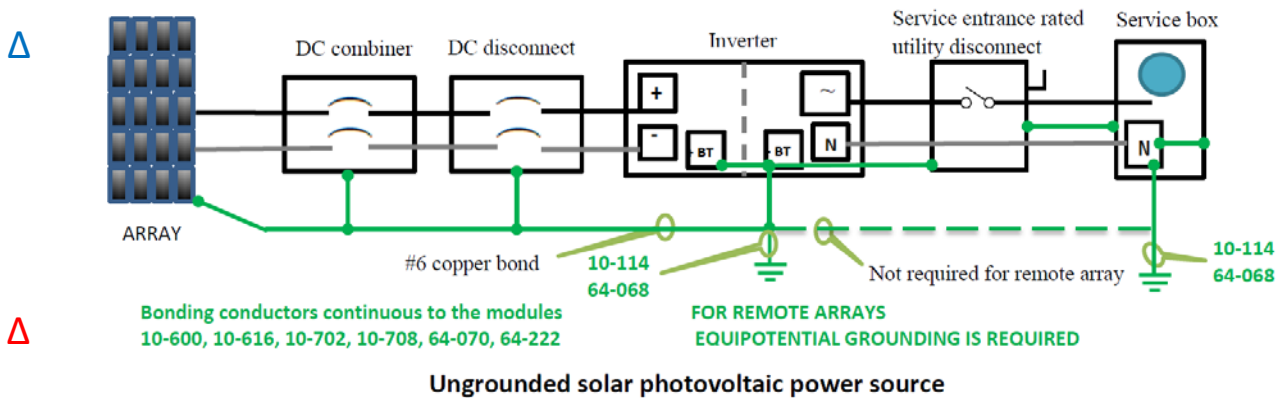 Δ
DC combiner
DC disconnect
Inverter
Service entrance rated
utility disconnect
Service box
+
~
-
BT
BT
N
N
ARRAY
#6 copper bond
10-114
64-068
Not required for remote array
10-114
64-068
Δ
Bonding conductors continuous to the modules
10-600, 10-616, 10-702, 10-708, 64-070, 64-222
FOR REMOTE ARRAYS
EQUIPOTENTIAL GROUNDING IS REQUIRED
Ungrounded solar photovoltaic power source